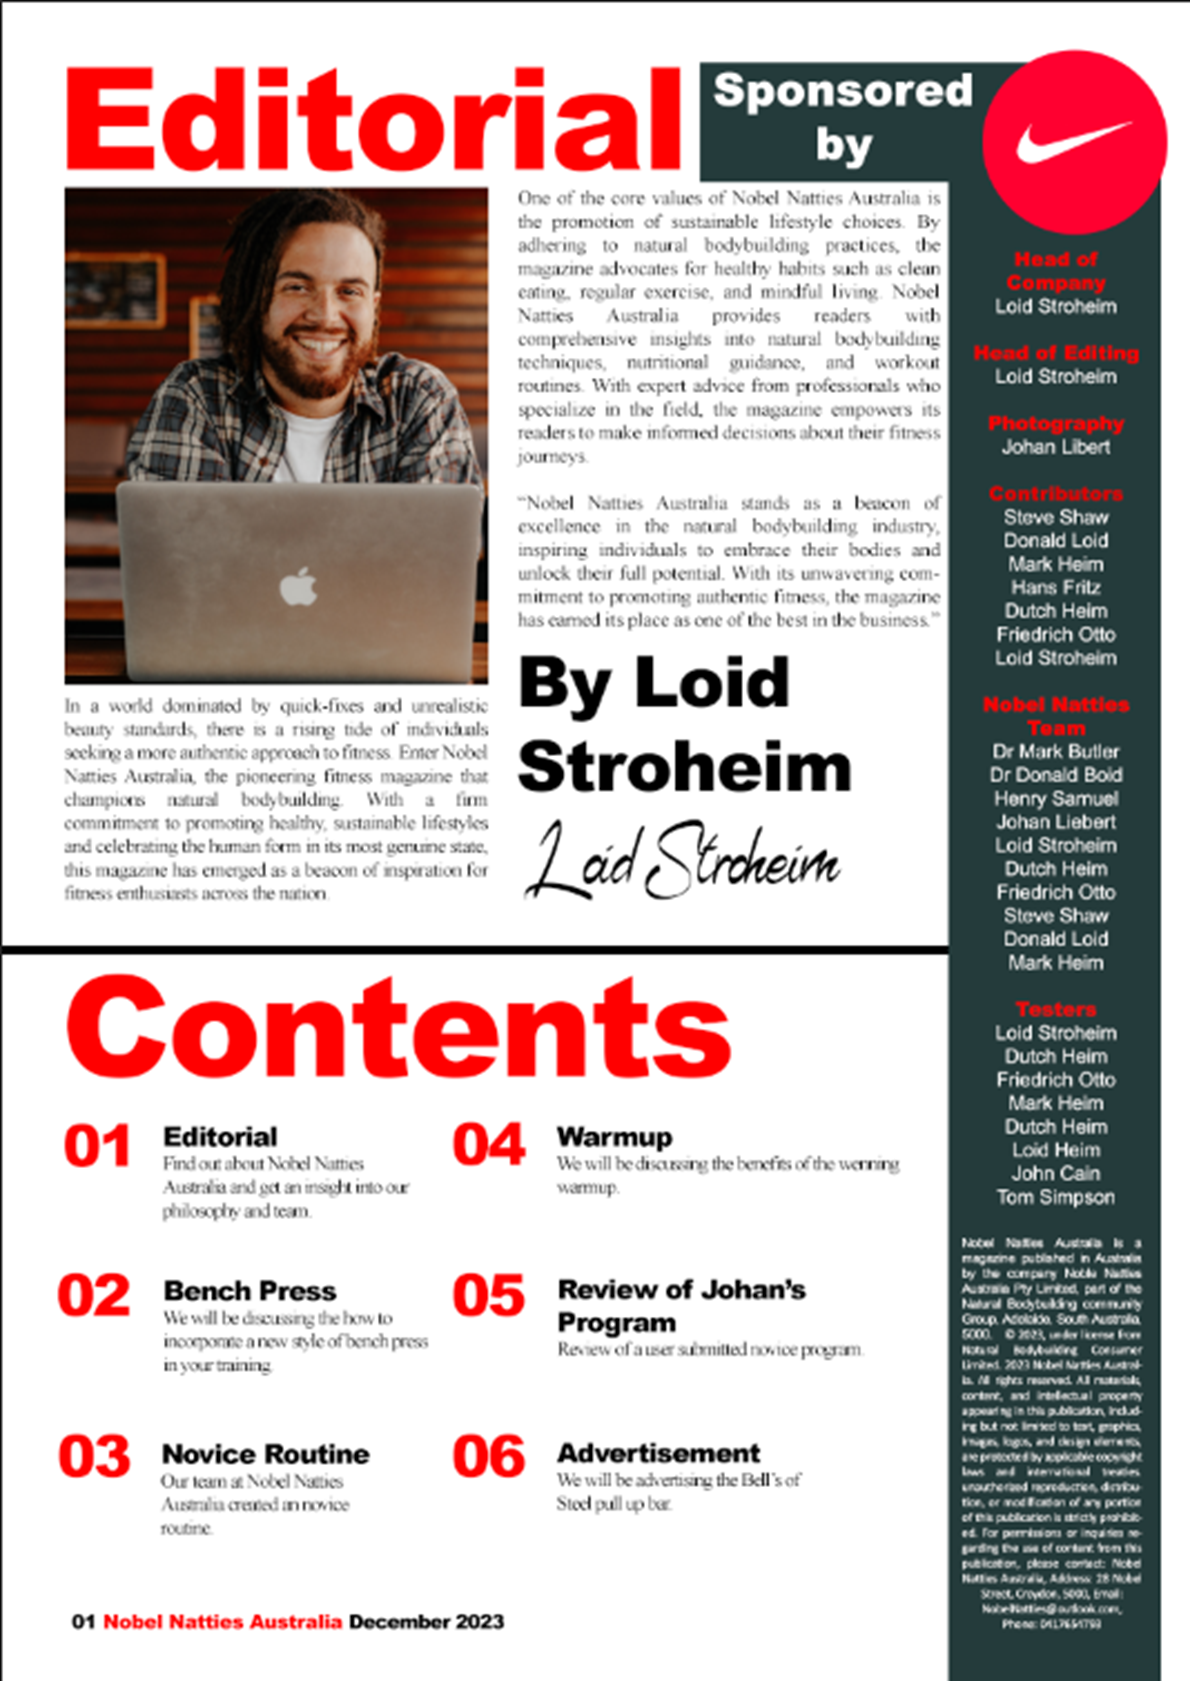 Editorial
Sponsored
by
In a world dominated by quick-fixes and unrealistic
beauty standards, there is a rising tide of individuals
seeking a more authentic approach to fitness. Enter Nobel
Natties Australia, the pioneering fitness magazine that
champions natural bodybuilding. With a firm
commitment to promoting healthy, sustainable lifestyles
and celebrating the human form in its most genuine state,
this magazine has emerged as a beacon of inspiration for
fitness enthusiasts across the nation.
One of the core values of Nobel Natties Australia is
the promotion of sustainable lifestyle choices. By
adhering to natural bodybuilding practices, the
magazine advocates for healthy habits such as clean
eating, regular exercise, and mindful living. Nobel
Natties Australia provides readers with
comprehensive insights into natural bodybuilding
techniques, nutritional guidance, and workout
routines. With expert advice from professionals who
specialize in the field, the magazine empowers its
readers to make informed decisions about their fitness
journeys.
“Nobel Natties Australia stands as a beacon of
excellence in the natural bodybuilding industry,
inspiring individuals to embrace their bodies and
unlock their full potential. With its unwavering com-
mitment to promoting authentic fitness, the magazine
has earned its place as one of the best in the business.”
By Loid
Stroheim
Loid Stroheim
Head of
Company
Loid Stroheim
Head of Editing
Loid Stroheim
Photography
Johan Libert
Contributors
Steve Shaw
Donald Loid
Mark Heim
Hans Fritz
Dutch Heim
Friedrich Otto
Loid Stroheim
Nobel Natties
Team
Dr Mark Butler
Dr Donald Bold
Henry Samuel
Johan Liebert
Loid Stroheim
Dutch Heim
Friedrich Otto
Steve Shaw
Donald Loid
Mark Heim
Testers
Loid Stroheim
Dutch Heim
Friedrich Otto
Mark Heim
Dutch Heim
Loid Heim
John Cain
Tom Simpson
Nobel Natties Australia is a
magazine published in Australia
by the company Noble Natties
Australia Pty Limited, part of the
Natural Bodybuilding community
Group, Adelaide, South Australia,
5000. © 2023, under license from
Natural Bodybuilding Consumer
Limited. 2023 Nobel Natties Austral-
ia. All rights reserved. All materials,
content, and intellectual property
appearing in this publication, includ-
ing but not limited to text, graphics,
images, logos, and design elements,
are protected by applicable copyright
laws and international treaties.
unauthorized reproduction, distribu-
tion, or modification of any portion
of this publication is strictly prohibit-
ed. For permissions or inquiries re-
garding the use of content from this
publication, please contact: Nobel
Natties Australia, Address: 28 Nobel
Street, Croydon, 5000, Email:
NobelNatties@outlook.com,
Phone:
Contents
01
Editorial
Find out about Nobel Natties
Australia and get an insight into our
philosophy and team.
02
Bench Press
We will be discussing the how to
incorporate a new style of bench press
in your training.
03
Novice Routine
Our team at Nobel Natties
Australia created an novice
routine.
04
Warmup
We will be discussing the benefits of the
warmup.
05
Review of Johan’s
Program
Review of a user submitted novice program.
06
Advertisement
We will be advertising the Bell’s of
Steel pull up bar.
01 Nobel Natties Australia December 2023